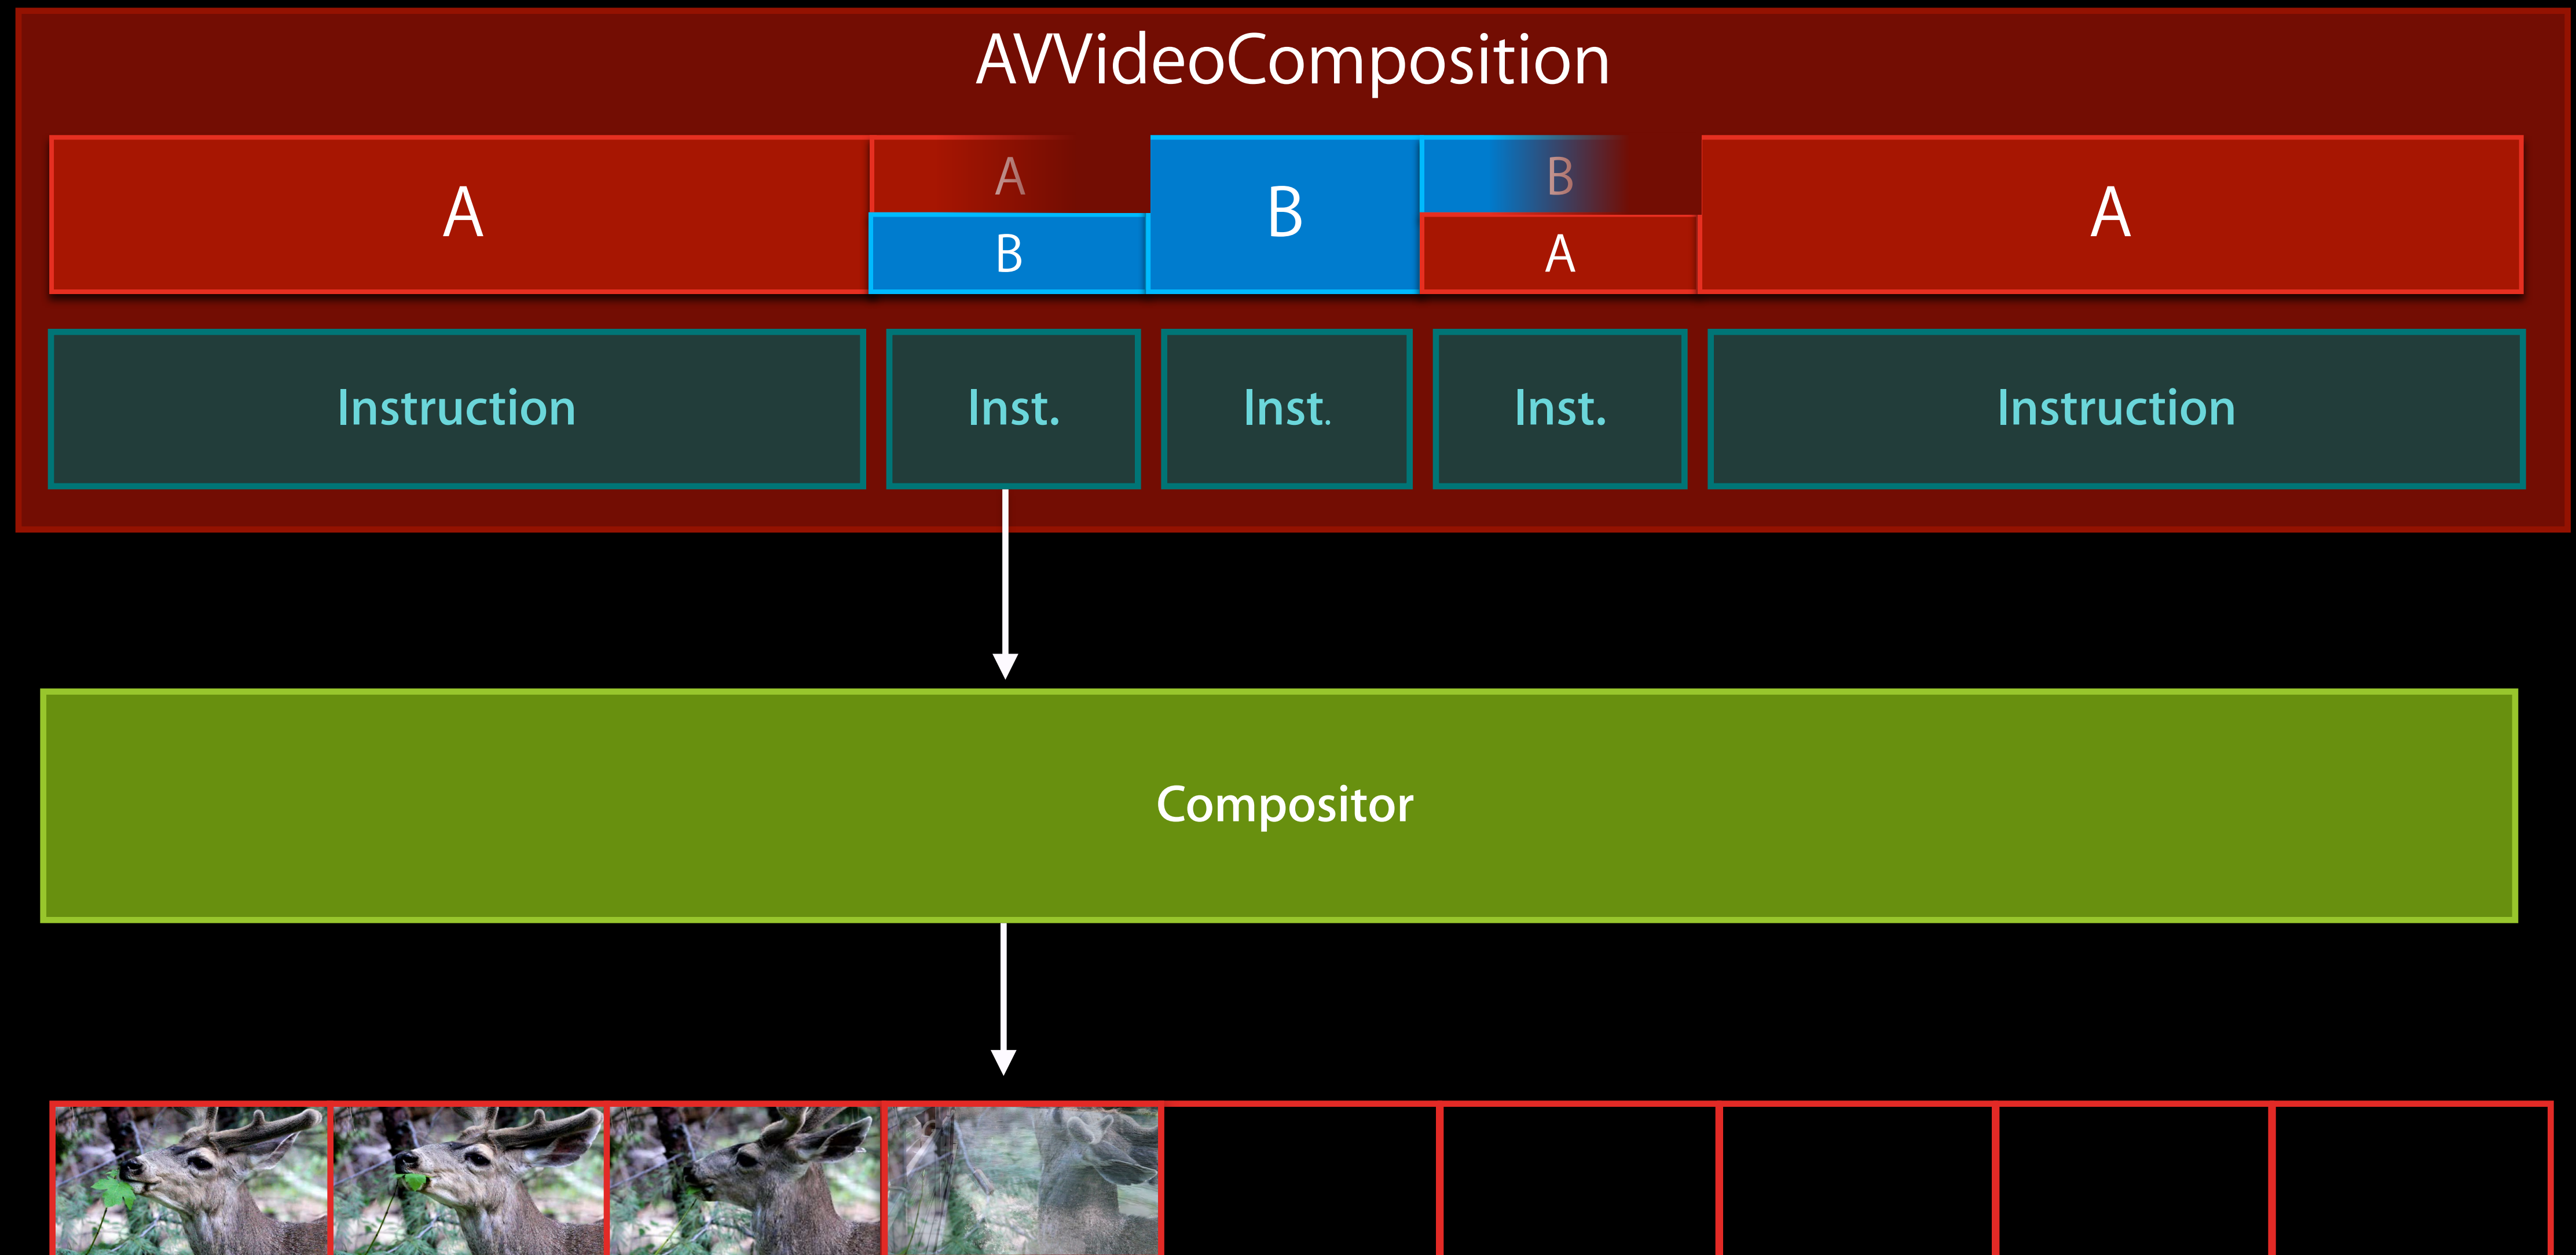 AVVideoComposition
A
A
B
B
B
A
A
Instruction
Inst.
Inst.
Inst.
Instruction
Compositor